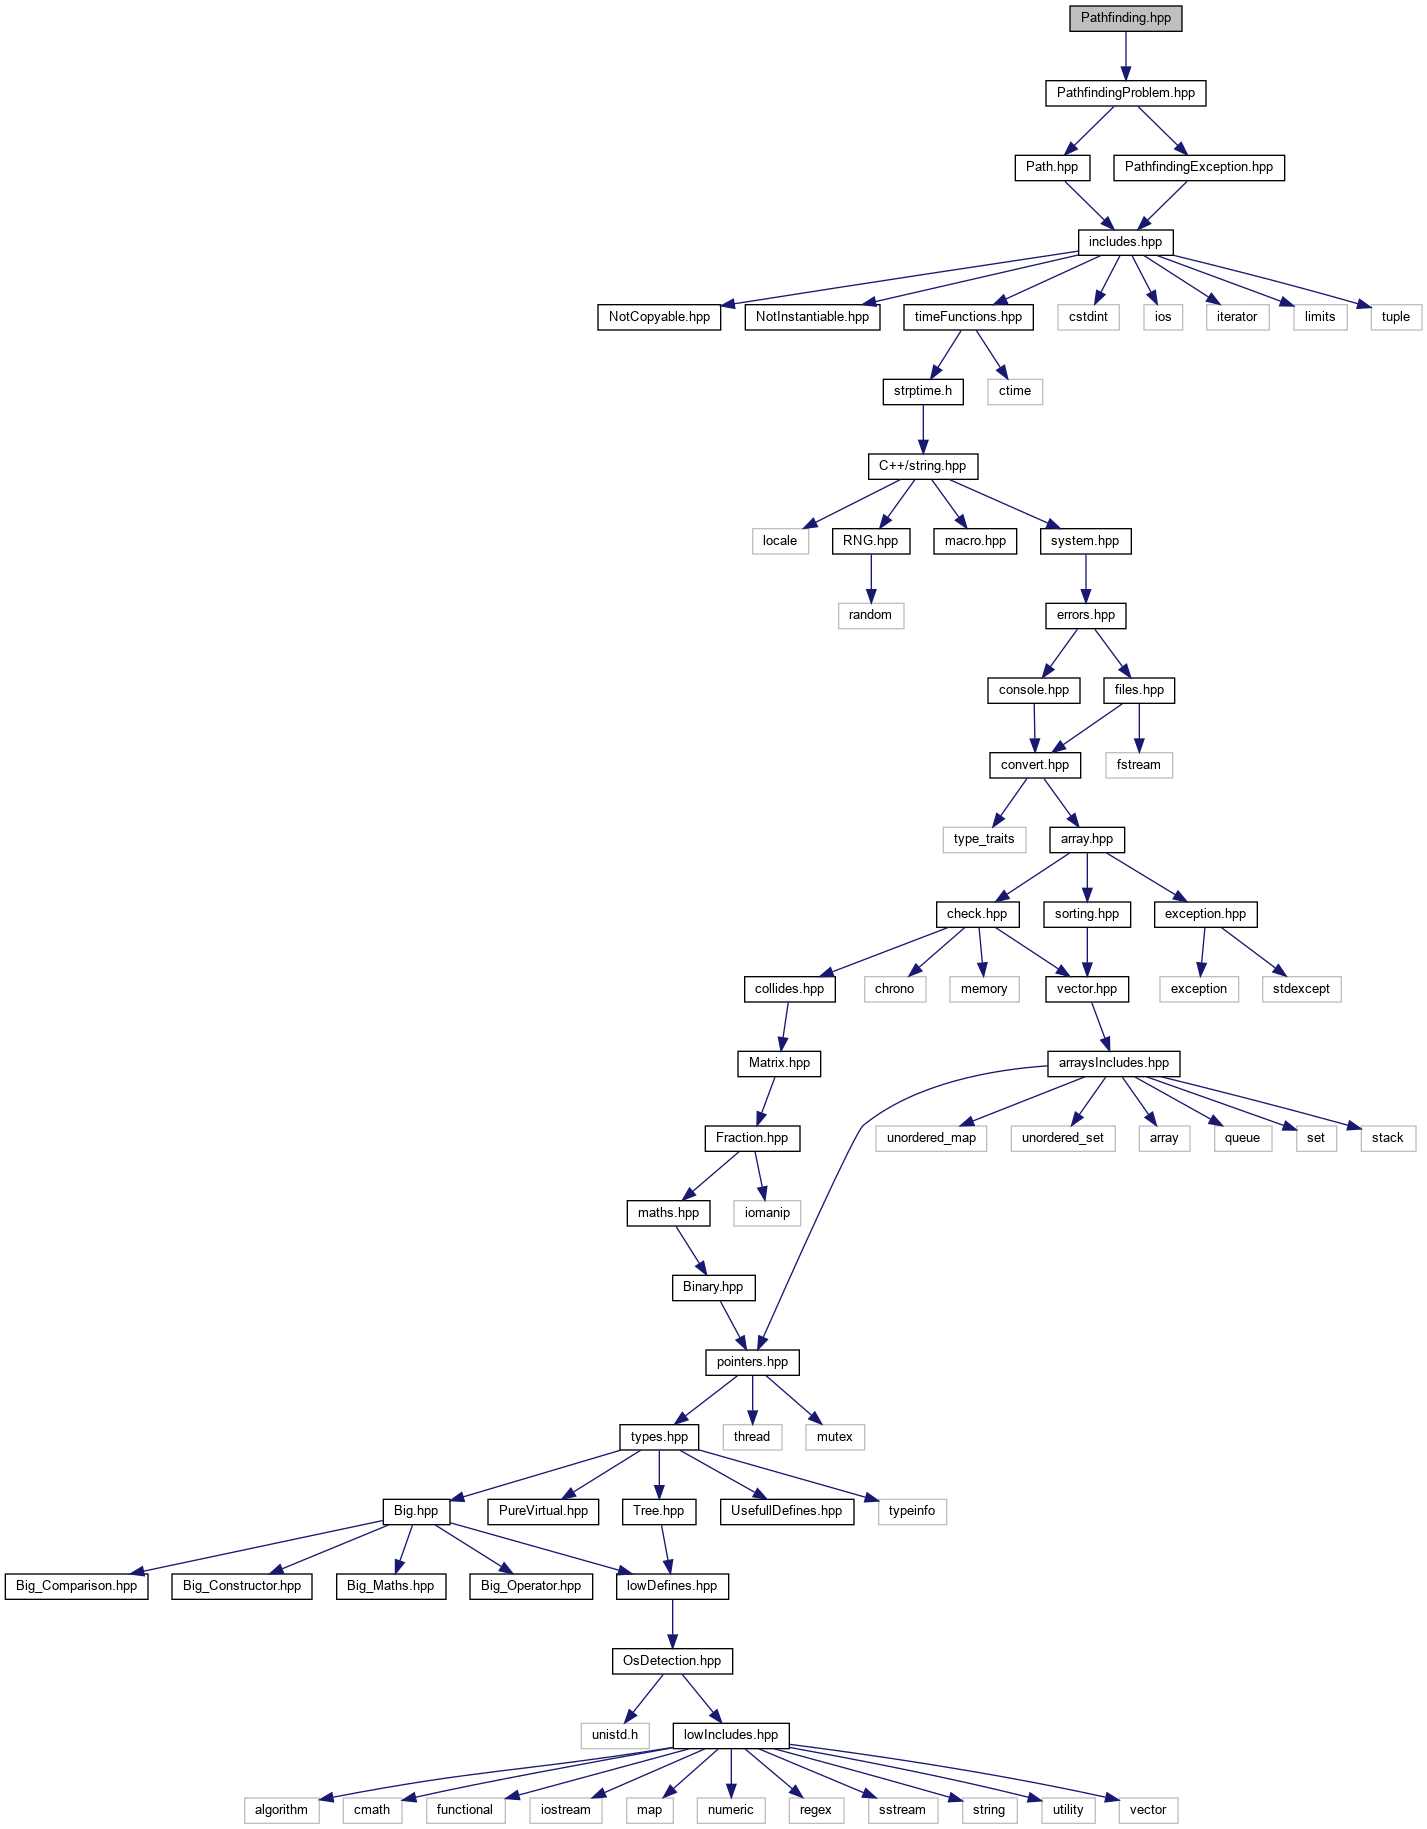 Pathfinding.hpp
PathfindingProblem.hpp
Path.hpp
PathfindingException.hpp
includes.hpp
NotCopyable.hpp
NotInstantiable.hpp
timeFunctions.hpp
cstdint
ios
iterator
limits
tuple
strptime.h
ctime
C++/string.hpp
locale
RNG.hpp
macro.hpp
system.hpp
random
errors.hpp
console.hpp
files.hpp
convert.hpp
fstream
type_traits
array.hpp
check.hpp
sorting.hpp
exception.hpp
collides.hpp
chrono
memory
vector.hpp
exception
stdexcept
Matrix.hpp
arraysIncludes.hpp
Fraction.hpp
unordered_map
unordered_set
array
queue
set
stack
maths.hpp
iomanip
Binary.hpp
pointers.hpp
types.hpp
thread
mutex
Big.hpp
PureVirtual.hpp
Tree.hpp
UsefullDefines.hpp
typeinfo
Big_Comparison.hpp
Big_Constructor.hpp
Big_Maths.hpp
Big_Operator.hpp
lowDefines.hpp
OsDetection.hpp
unistd.h
lowIncludes.hpp
algorithm
cmath
functional
iostream
map
numeric
regex
sstream
string
utility
vector